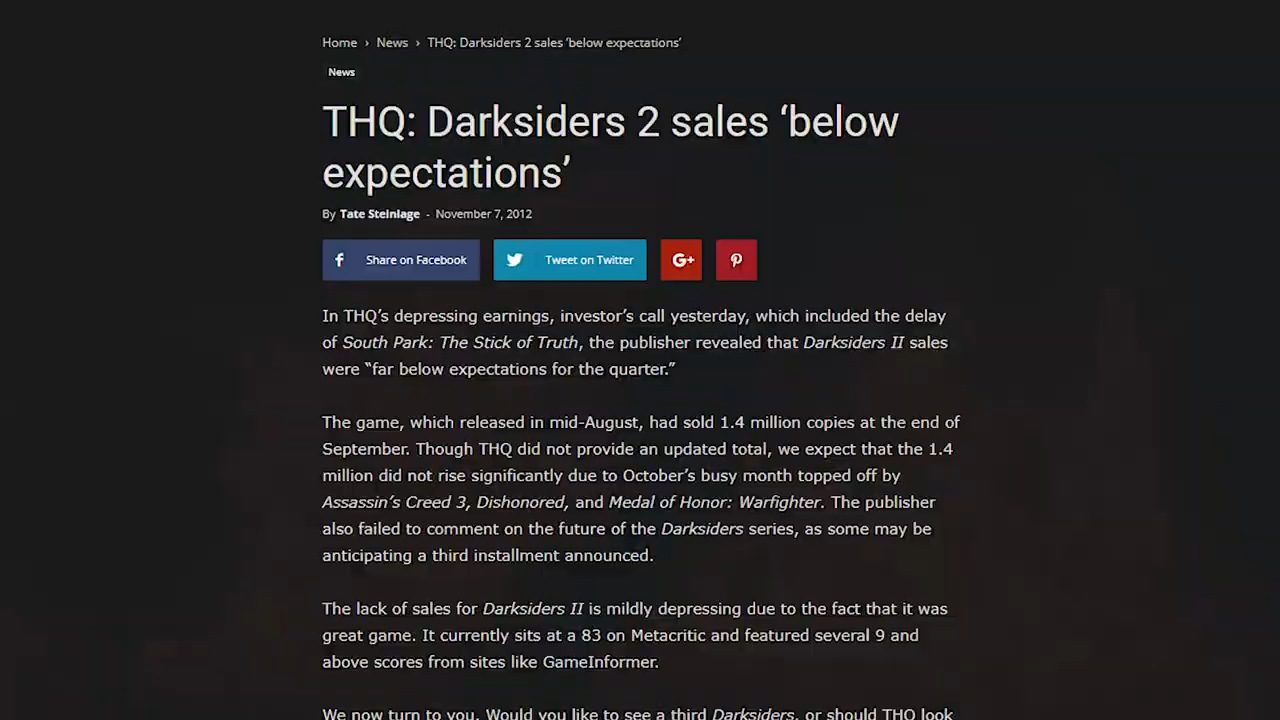 Home › News › THQ: Darksiders 2 sales ‘below expectations’
News
THQ: Darksiders 2 sales ‘below
expectations’
By Tate Steinlage - November 7, 2012
Share on Facebook Tweet on Twitter
In THQ’s depressing earnings, investor’s call yesterday, which included the delay
of South Park: The Stick of Truth, the publisher revealed that Darksiders II sales
were “far below expectations for the quarter.”
The game, which released in mid-August, had sold 1.4 million copies at the end of
September. Though THQ did not provide an updated total, we expect that the 1.4
million did not rise significantly due to October’s busy month topped off by
Assassin’s Creed 3, Dishonored, and Medal of Honor: Warfighter. The publisher
also failed to comment on the future of the Darksiders series, as some may be
anticipating a third installment announced.
The lack of sales for Darksiders II is mildly depressing due to the fact that it was
great game. It currently sits at a 83 on Metacritic and featured several 9 and
above scores from sites like GameInformer.
We now turn to you. Would you like to see a third Darksiders, or should THQ look